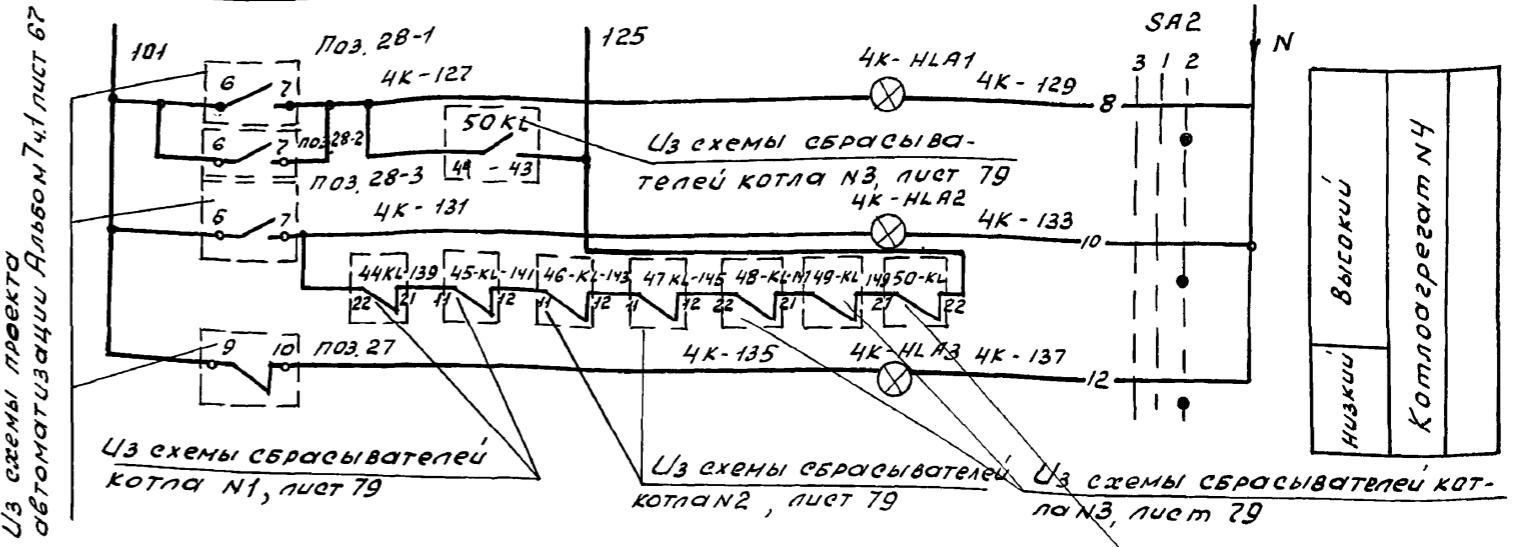 Из схемы проекта
автоматизации Альбом 7 ч.1 лист 67
101
Поз. 28-1
125
SA2
N
6 7
4К-127
4К-HLA1
4К-129
3 1 2
8
50 KL
6 7
поз 28-2
43
Из схемы сбрасыва-
телей котла N3, лист 79
Поз. 28-3
6 7
4К-131
4К-HLA2
4К-133
10
44KL-139 45-KL-141 46-KL-143 47 KL-145 48-KL 49-KL 149 50-KL
22 21 11 12 11 12 11 12 22 21 27 22
9 10
поз. 27
4К-135
4К-HLA3
4К-137
12
Из схемы сбрасывателей
котла N1, лист 79
Из схемы сбрасывателей
котла N2, лист 79
Из схемы сбрасывателей кот-
ла N3, лист 79
Высокий
Низкий
Котлоагрегат N4